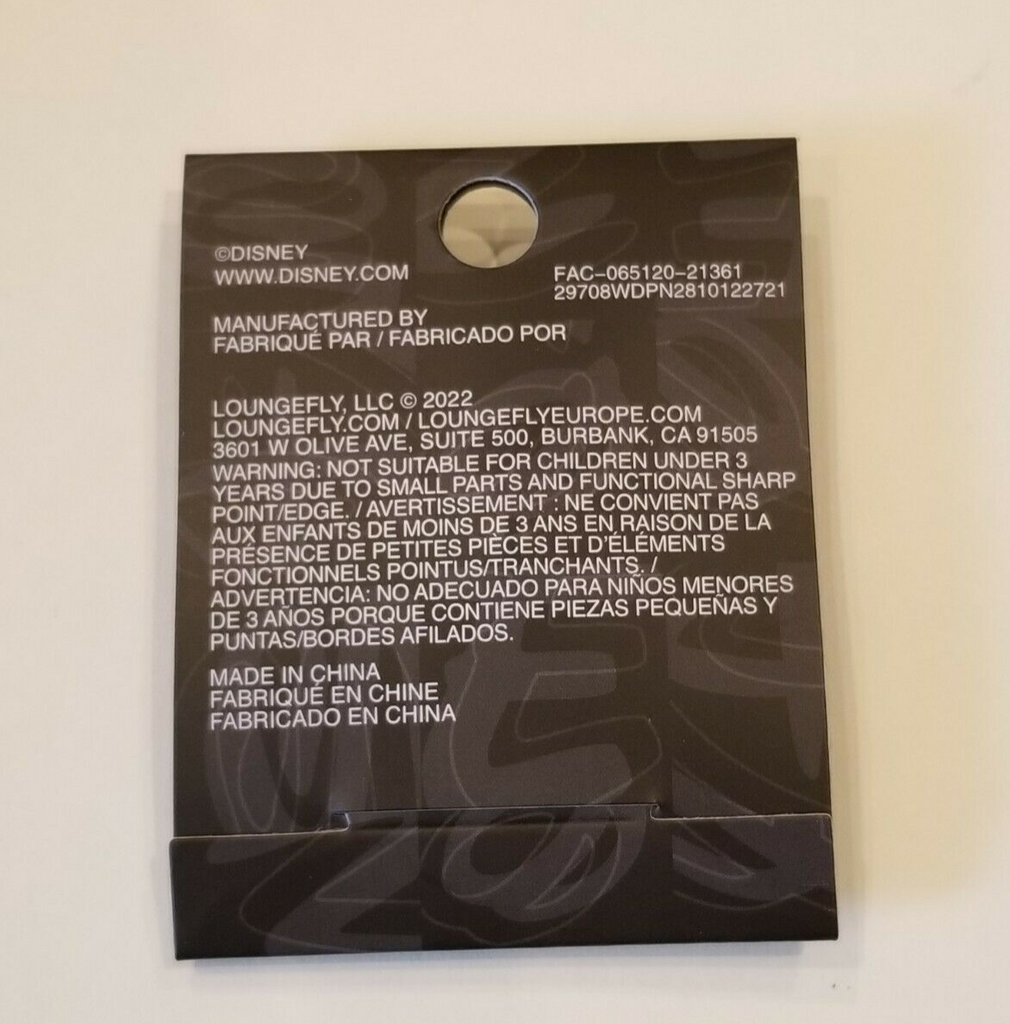 ©DISNEY
WWW.DISNEY.COM
FAC-065120-21361
29708WDPN2810122721
MANUFACTURED BY
FABRIQUÉ PAR / FABRICADO POR
LOUNGEFLY, LLC © 2022
LOUNGEFLY.COM / LOUNGEFLYEUROPE.COM
3601 W OLIVE AVE, SUITE 500, BURBANK, CA 91505
WARNING: NOT SUITABLE FOR CHILDREN UNDER 3
YEARS DUE TO SMALL PARTS AND FUNCTIONAL SHARP
POINT/EDGE. / AVERTISSEMENT : NE CONVIENT PAS
AUX ENFANTS DE MOINS DE 3 ANS EN RAISON DE LA
PRÉSENCE DE PETITES PIÈCES ET D'ÉLÉMENTS
FONCTIONNELS POINTUS/TRANCHANTS. /
ADVERTENCIA: NO ADECUADO PARA NIÑOS MENORES
DE 3 AÑOS PORQUE CONTIENE PIEZAS PEQUEÑAS Y
PUNTAS/BORDES AFILADOS.
MADE IN CHINA
FABRIQUÉ EN CHINE
FABRICADO EN CHINA